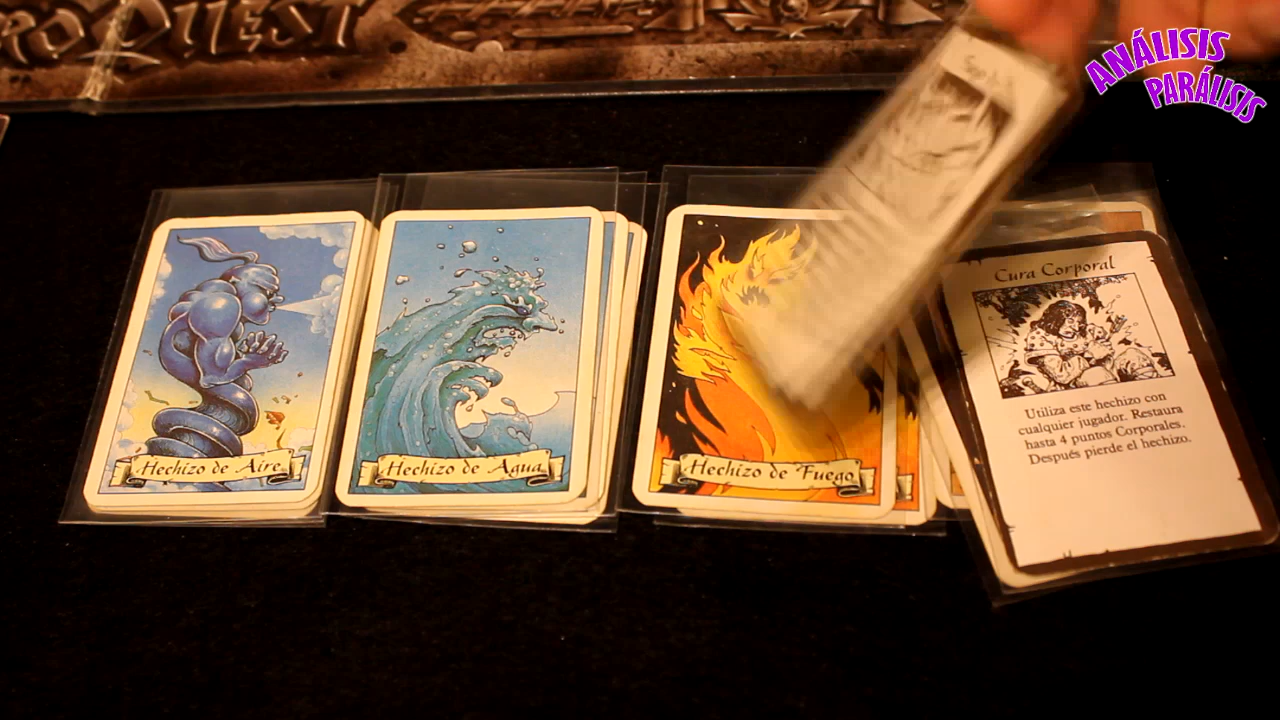 ROQUEST
ANÁLISIS
PARÁLISIS
Hechizo de Aire
Hechizo de Agua
Hechizo de Fuego
Cura Corporal
Utiliza este hechizo con
cualquier jugador. Restaura
hasta 4 puntos Corporales.
Después pierde el hechizo.